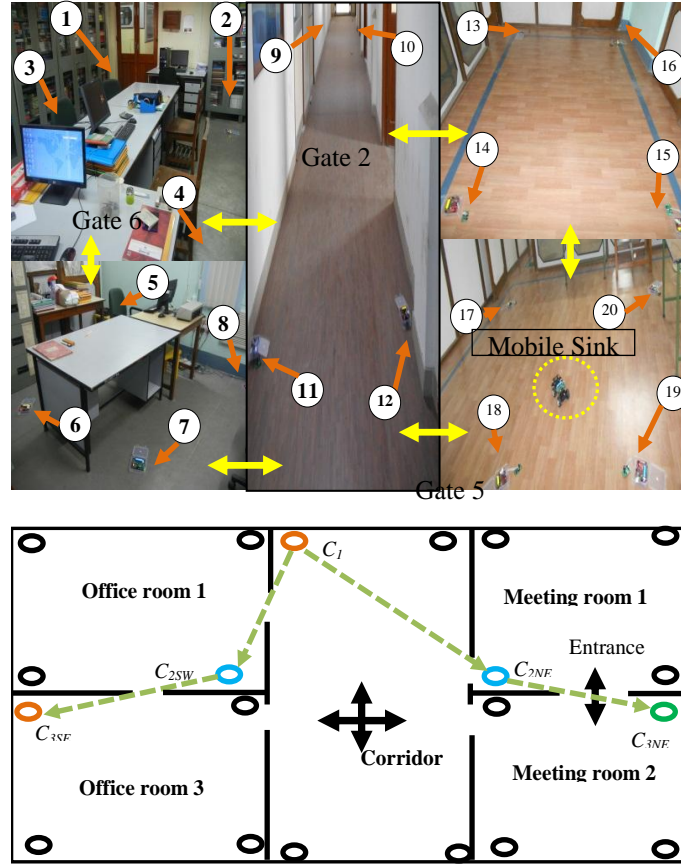 1
2
3
4
Gate 6
5
6
7
8
9
10
Gate 2
11
12
13
14
15
16
17
18
19
20
Mobile Sink
Gate 5
C1
Office room 1
Meeting room 1
Entrance
C2SW
C2NE
C3SE
C3NE
Corridor
Office room 3
Meeting room 2